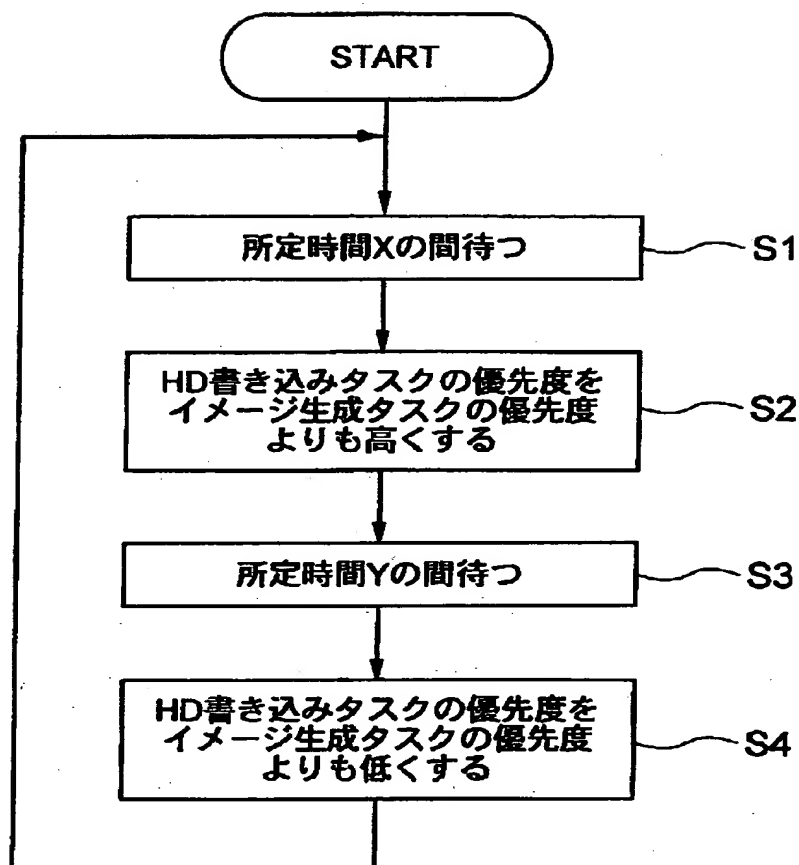 START
所定時間Xの間待つ
S1
HD書き込みタスクの優先度を
イメージ生成タスクの優先度
よりも高くする
S2
所定時間Yの間待つ
S3
HD書き込みタスクの優先度を
イメージ生成タスクの優先度
よりも低くする
S4